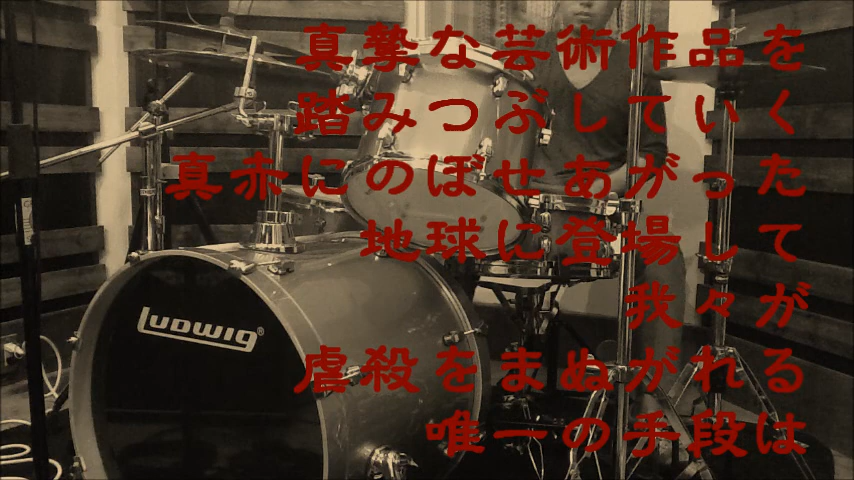 真摯な芸術作品を
踏みつぶしていく
真赤にのぼせあがった
地球に登場して
我々が
虐殺をまぬがれる
唯一の手段は
Ludwig®